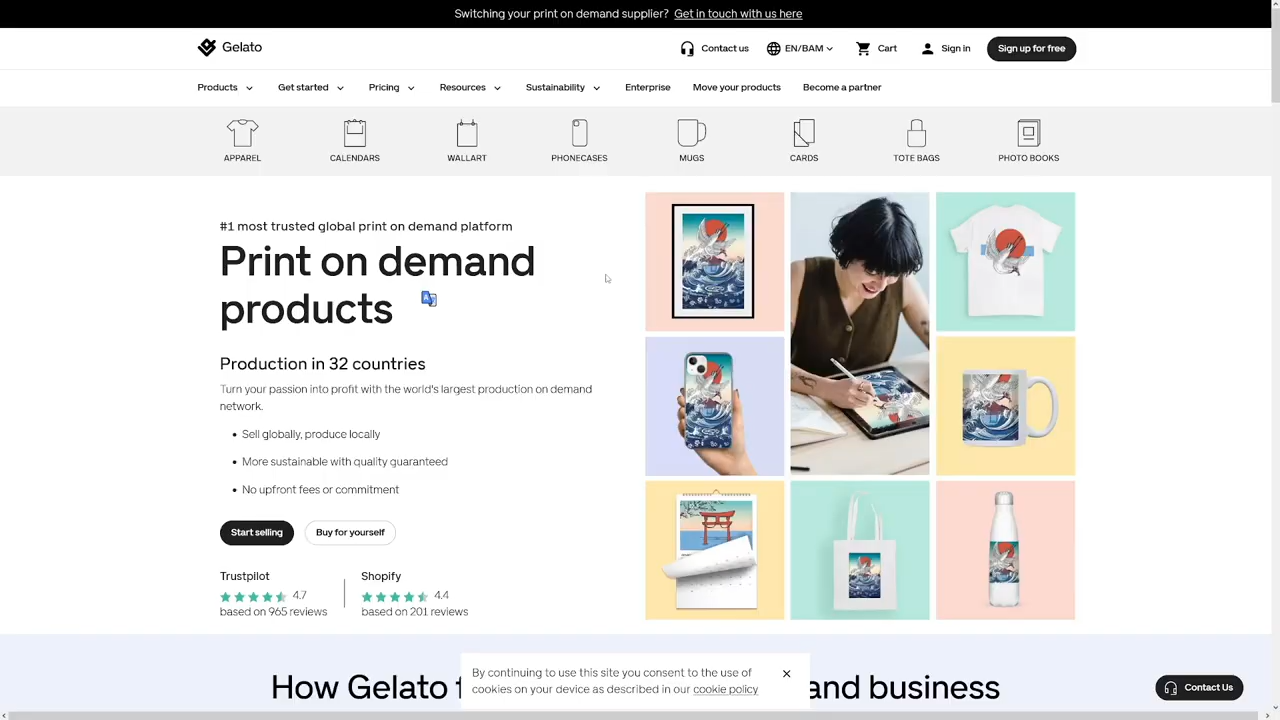 Switching your print on demand supplier? Get in touch with us here
Gelato
Contact us
EN/BAM
Cart
Sign in
Sign up for free
Products
Get started
Pricing
Resources
Sustainability
Enterprise
Move your products
Become a partner
APPAREL
CALENDARS
WALLART
PHONECASES
MUGS
CARDS
TOTE BAGS
PHOTO BOOKS
#1 most trusted global print on demand platform
Print on demand
products
Production in 32 countries
Turn your passion into profit with the world's largest production on demand
network.
• Sell globally, produce locally
• More sustainable with quality guaranteed
• No upfront fees or commitment
Start selling
Buy for yourself
Trustpilot
4.7
based on 965 reviews
Shopify
4.4
based on 201 reviews
How Gelato
and business
By continuing to use this site you consent to the use of
cookies on your device as described in our cookie policy
Contact Us